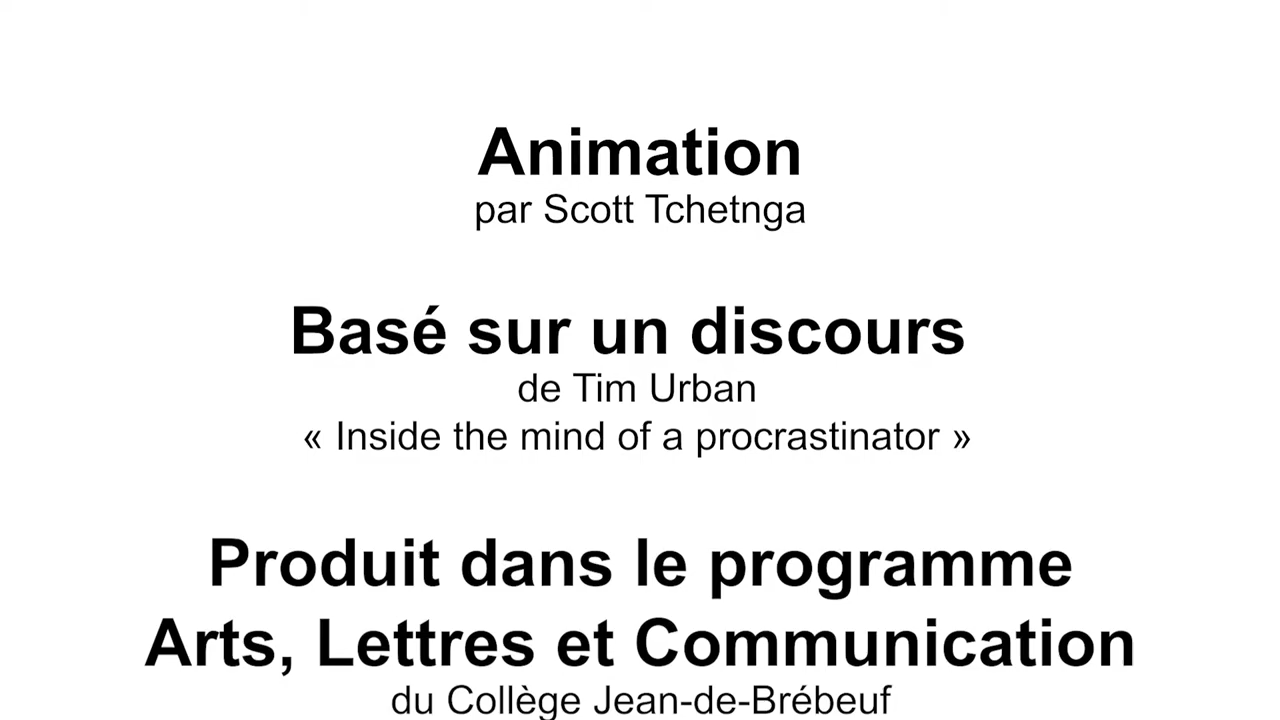 Animation
par Scott Tchetnga
Basé sur un discours
de Tim Urban
« Inside the mind of a procrastinator »
Produit dans le programme
Arts, Lettres et Communication
du Collège Jean-de-Brébeuf